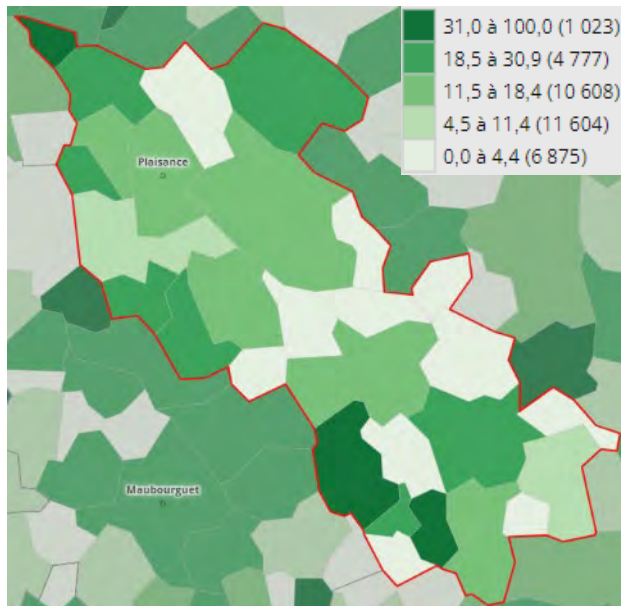 31,0 à 100,0 (1 023)
18,5 à 30,9 (4 777)
11,5 à 18,4 (10 608)
4,5 à 11,4 (11 604)
0,0 à 4,4 (6 875)
Plaisance
Maubourguet